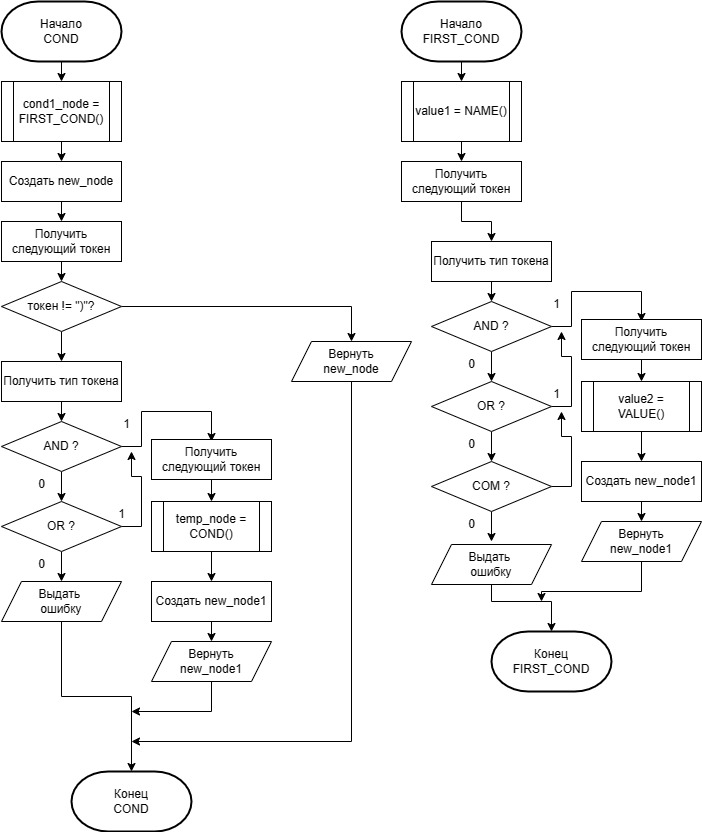 Начало
COND
cond1_node =
FIRST_COND()
Создать new_node
Получить
следующий токен
токен != ")"?
Вернуть
new_node
Получить тип токена
AND ?
1
0
Получить
следующий токен
OR ?
1
0
temp_node =
COND()
Выдать
ошибку
Создать new_node1
Вернуть
new_node1
Конец
COND
Начало
FIRST_COND
value1 = NAME()
Получить
следующий токен
Получить тип токена
AND ?
1
0
Получить
следующий токен
OR ?
1
0
value2 =
VALUE()
COM ?
0
Создать new_node1
Выдать
ошибку
Вернуть
new_node1
Конец
FIRST_COND